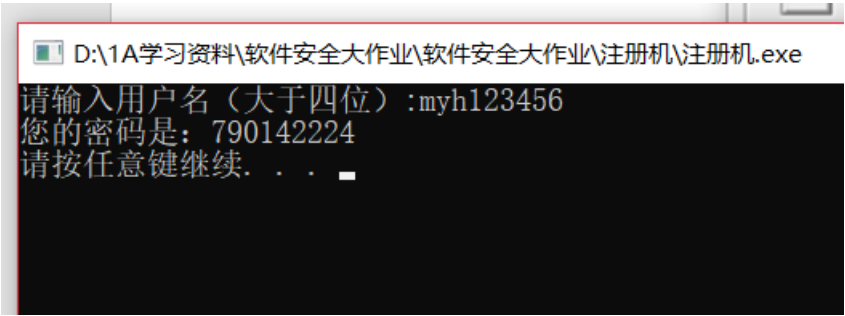 D:\1A学习资料\软件安全大作业\软件安全大作业\注册机\注册机.exe
请输入用户名（大于四位）:myh123456
您的密码是：790142224
请按任意键继续. . .